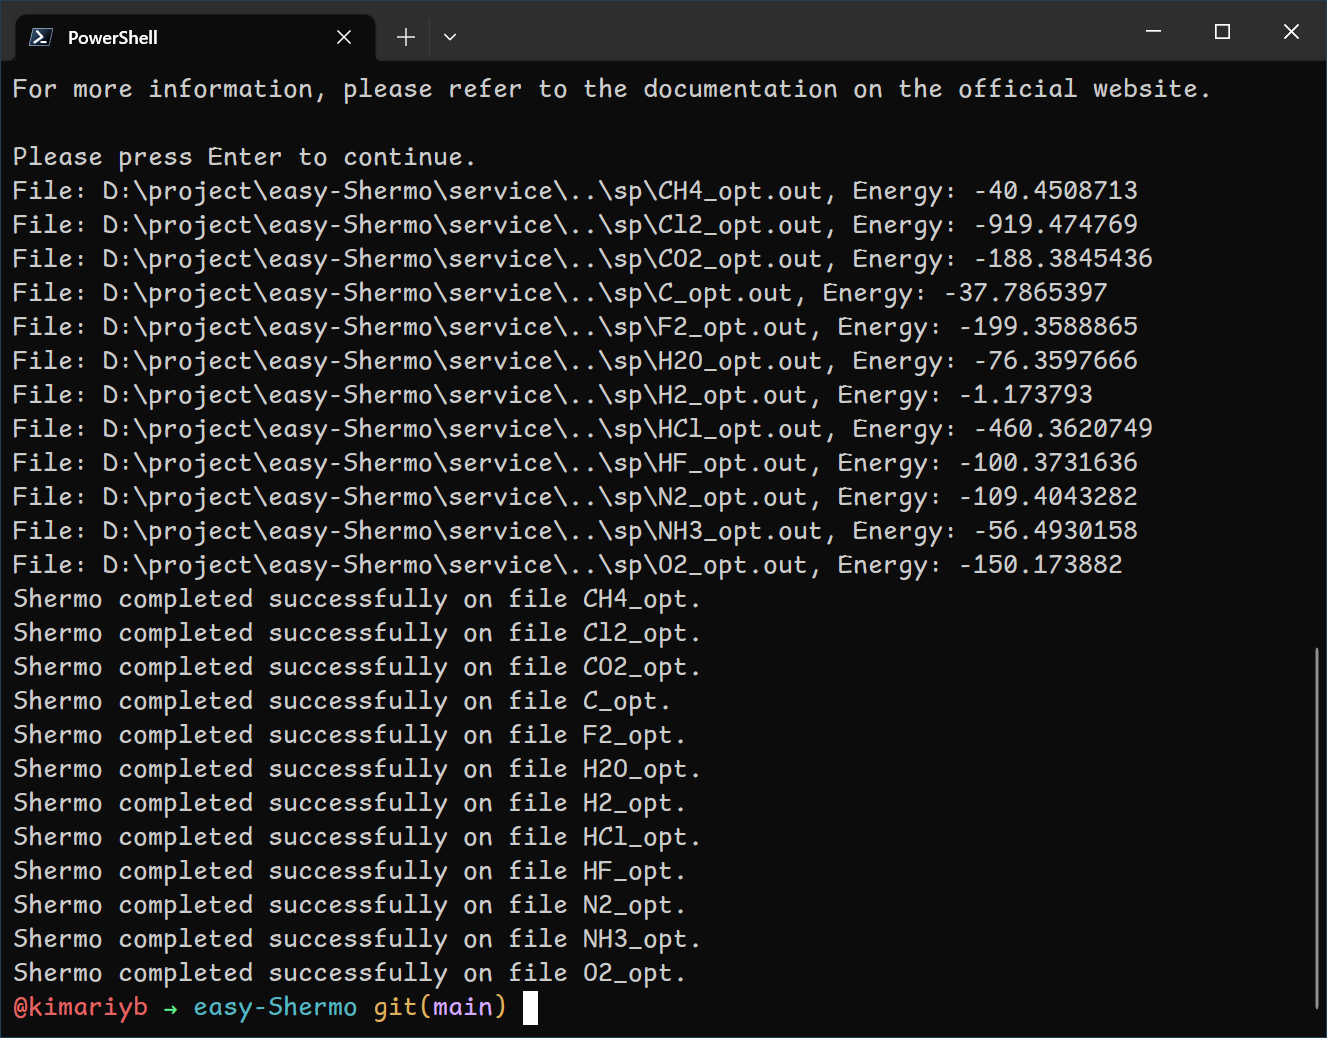 PowerShell
For more information, please refer to the documentation on the official website.
Please press Enter to continue.
File: D:\project\easy-Shermo\service\..\sp\CH4_opt.out, Energy: -40.4508713
File: D:\project\easy-Shermo\service\..\sp\Cl2_opt.out, Energy: -919.474769
File: D:\project\easy-Shermo\service\..\sp\CO2_opt.out, Energy: -188.3845436
File: D:\project\easy-Shermo\service\..\sp\C_opt.out, Energy: -37.7865397
File: D:\project\easy-Shermo\service\..\sp\F2_opt.out, Energy: -199.3588865
File: D:\project\easy-Shermo\service\..\sp\H2O_opt.out, Energy: -76.3597666
File: D:\project\easy-Shermo\service\..\sp\H2_opt.out, Energy: -1.173793
File: D:\project\easy-Shermo\service\..\sp\HCl_opt.out, Energy: -460.3620749
File: D:\project\easy-Shermo\service\..\sp\HF_opt.out, Energy: -100.3731636
File: D:\project\easy-Shermo\service\..\sp\N2_opt.out, Energy: -109.4043282
File: D:\project\easy-Shermo\service\..\sp\NH3_opt.out, Energy: -56.4930158
File: D:\project\easy-Shermo\service\..\sp\O2_opt.out, Energy: -150.173882
Shermo completed successfully on file CH4_opt.
Shermo completed successfully on file Cl2_opt.
Shermo completed successfully on file CO2_opt.
Shermo completed successfully on file C_opt.
Shermo completed successfully on file F2_opt.
Shermo completed successfully on file H2O_opt.
Shermo completed successfully on file H2_opt.
Shermo completed successfully on file HCl_opt.
Shermo completed successfully on file HF_opt.
Shermo completed successfully on file N2_opt.
Shermo completed successfully on file NH3_opt.
Shermo completed successfully on file O2_opt.
@kimariyb → easy-Shermo git(main)